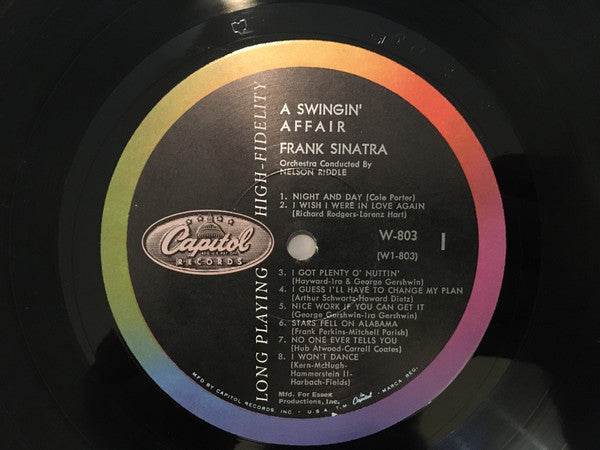 A SWINGIN'
AFFAIR
FRANK SINATRA
Orchestra Conducted By
NELSON RIDDLE
1. NIGHT AND DAY (Cole Porter)
2. I WISH I WERE IN LOVE AGAIN
(Richard Rodgers-Lorenz Hart)
W-803
I
(W1-803)
3. I GOT PLENTY O' NUTTIN'
(Hayward-Ira & George Gershwin)
4. I GUESS I'LL HAVE TO CHANGE MY PLAN
(Arthur Schwartz-Howard Dietz)
5. NICE WORK IF YOU CAN GET IT
(George Gershwin-Ira Gershwin)
6. STARS FELL ON ALABAMA
(Frank Perkins-Mitchell Parish)
7. NO ONE EVER TELLS YOU
(Hub Atwood-Carroll Coates)
8. I WON'T DANCE
(Kern-McHugh-
Hammerstein II-
Harbach-Fields)
Mfd. For Essex
Productions, Inc.
LONG PLAYING HIGH-FIDELITY
Capitol
RECORDS
MFD BY CAPITOL RECORDS, INC. · U.S.A. T.M. Capitol MARCA REG.